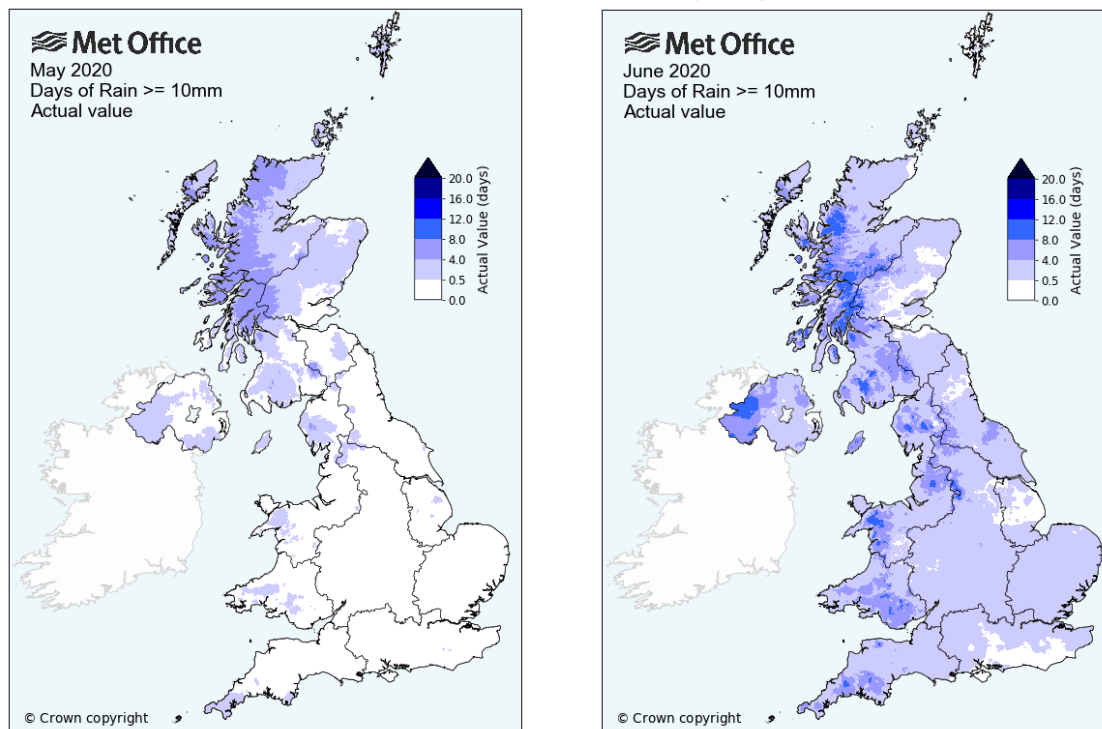 Met Office
May 2020
Days of Rain >= 10mm
Actual value
20.0
16.0
12.0
8.0
4.0
0.5
0.0
Actual Value (days)
© Crown copyright
Met Office
June 2020
Days of Rain >= 10mm
Actual value
20.0
16.0
12.0
8.0
4.0
0.5
0.0
Actual Value (days)
© Crown copyright